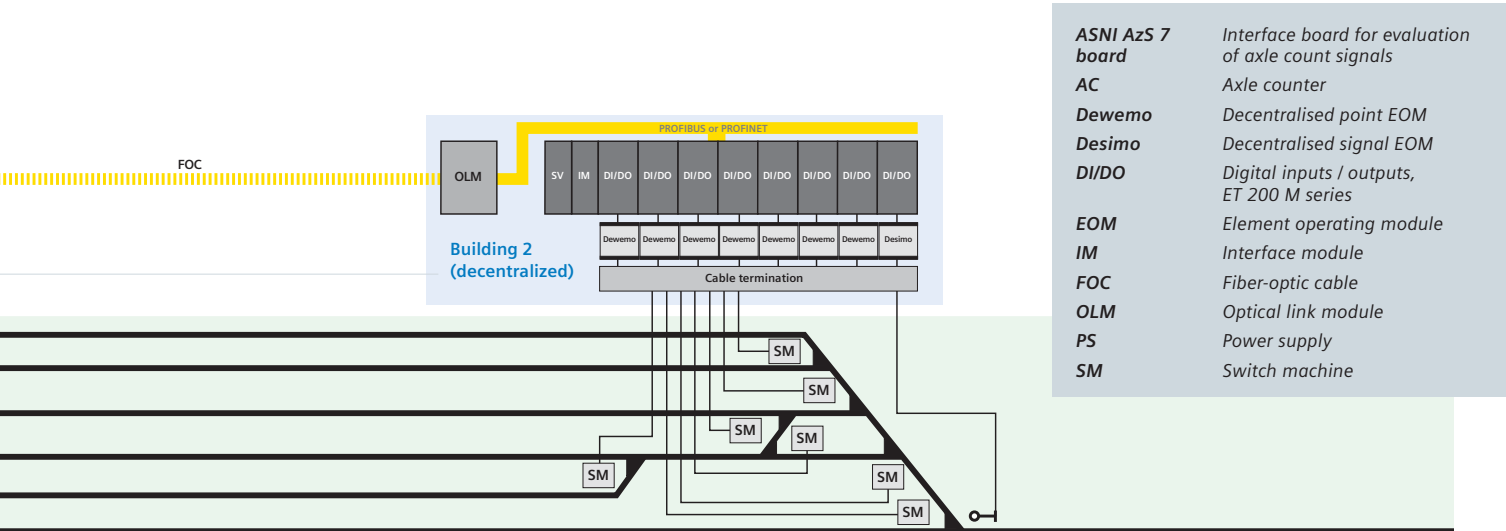 ASNI AzS 7 Interface board for evaluation
board of axle count signals
AC Axle counter
Dewemo Decentralised point EOM
Desimo Decentralised signal EOM
DI/DO Digital inputs / outputs,
ET 200 M series
EOM Element operating module
IM Interface module
FOC Fiber-optic cable
OLM Optical link module
PS Power supply
SM Switch machine
PROFIBUS or PROFINET
FOC
OLM
SV IM DI/DO DI/DO DI/DO DI/DO DI/DO DI/DO DI/DO DI/DO
Dewemo Dewemo Dewemo Dewemo Dewemo Dewemo Dewemo Desimo
Building 2
(decentralized)
Cable termination
SM
SM
SM
SM
SM
SM
SM